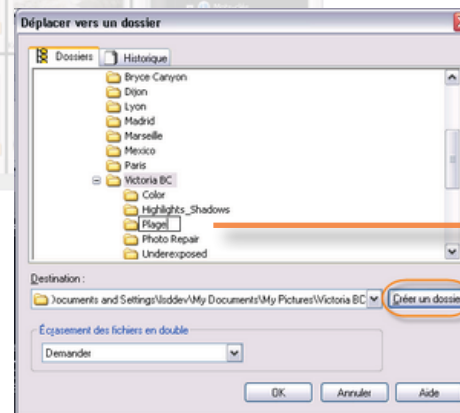 Déplacer vers un dossier
Dossiers Historique
Bryce Canyon
Dijon
Lyon
Madrid
Marseille
Mexico
Paris
Victoria BC
Color
Highlights_Shadows
Plage
Photo Repair
Underexposed
Destination :
ocuments and Settings\lsddev\My Documents\My Pictures\Victoria BC Créer un dossie
Écrasement des fichiers en double
Demander
OK Annuler Aide